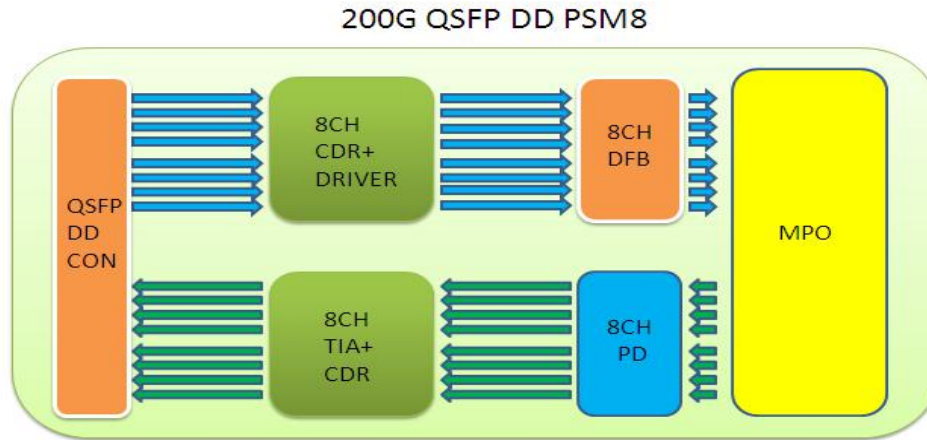 200G QSFP DD PSM8
QSFP
DD
CON
8CH
CDR+
DRIVER
8CH
DFB
MPO
8CH
TIA+
CDR
8CH
PD